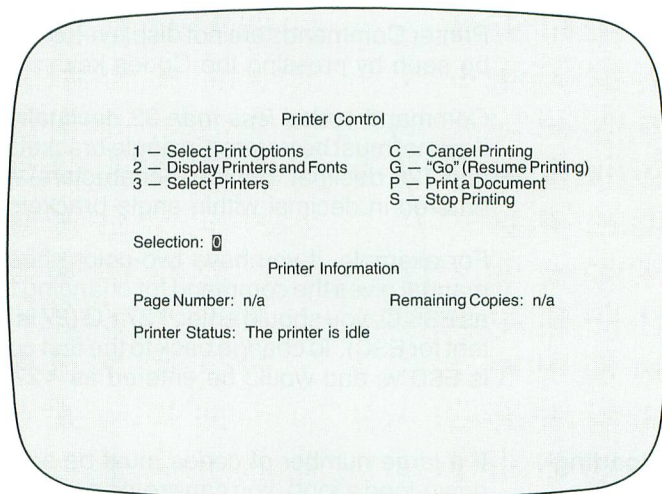 Printer Control
1 — Select Print Options C — Cancel Printing
2 — Display Printers and Fonts G — “Go” (Resume Printing)
3 — Select Printers P — Print a Document
S — Stop Printing
Selection: 0
Printer Information
Page Number: n/a Remaining Copies: n/a
Printer Status: The printer is idle